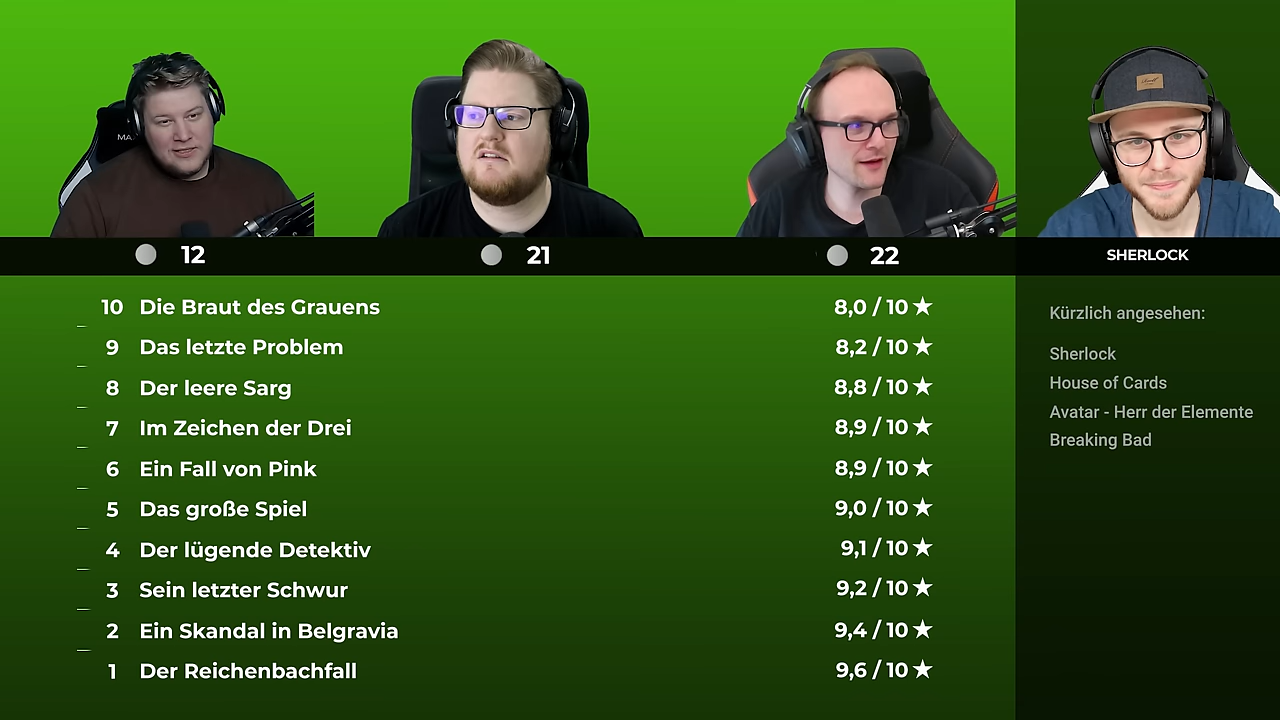 MA
12
21
22
SHERLOCK
10 Die Braut des Grauens 8,0 / 10 ★
9 Das letzte Problem 8,2 / 10 ★
8 Der leere Sarg 8,8 / 10 ★
7 Im Zeichen der Drei 8,9 / 10 ★
6 Ein Fall von Pink 8,9 / 10 ★
5 Das große Spiel 9,0 / 10 ★
4 Der lügende Detektiv 9,1 / 10 ★
3 Sein letzter Schwur 9,2 / 10 ★
2 Ein Skandal in Belgravia 9,4 / 10 ★
1 Der Reichenbachfall 9,6 / 10 ★
Kürzlich angesehen:
Sherlock
House of Cards
Avatar - Herr der Elemente
Breaking Bad